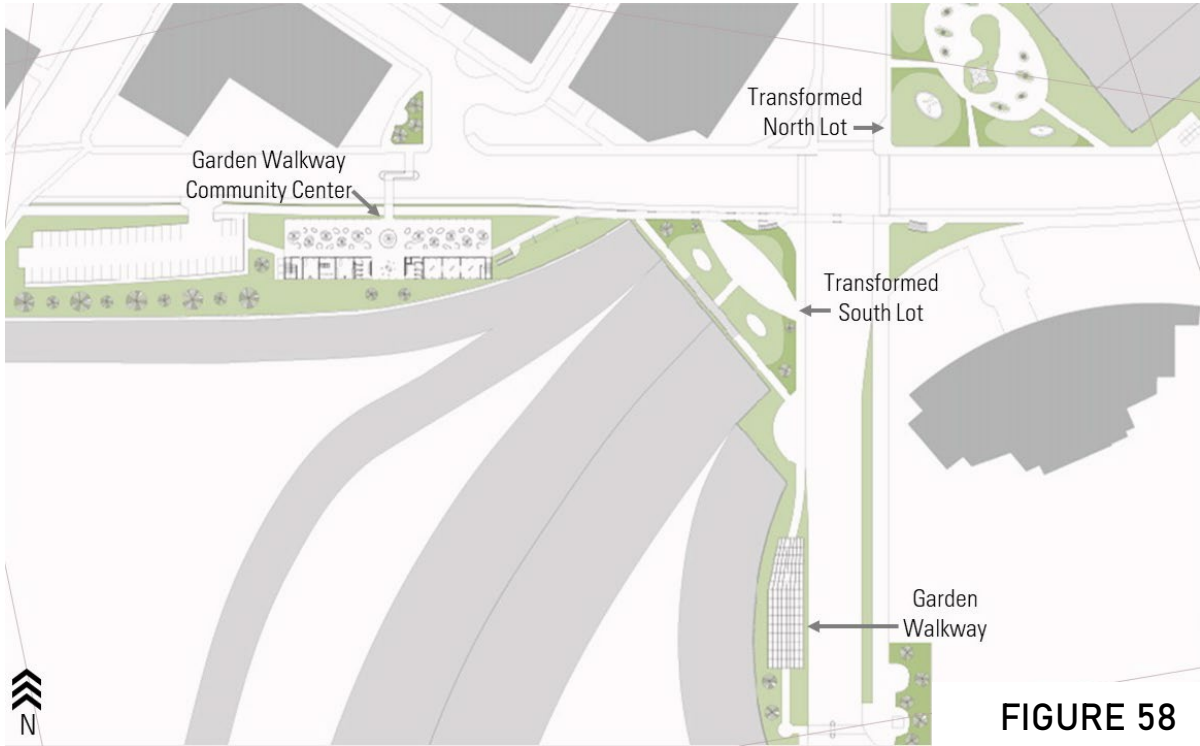 Transformed
North Lot
Garden Walkway
Community Center
Transformed
South Lot
Garden
Walkway
N
FIGURE 58